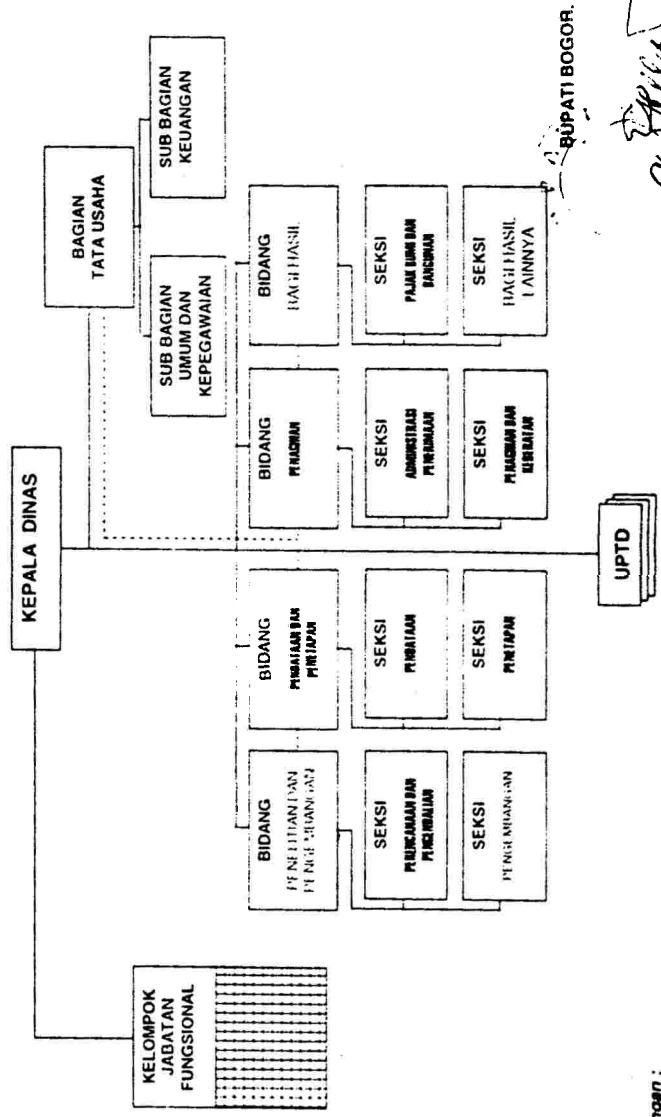 KEPALA DINAS
KELOMPOK
JABATAN
FUNGSIONAL
BAGIAN
TATA USAHA
SUB BAGIAN
UMUM DAN
KEPEGAWAIAN
SUB BAGIAN
KEUANGAN
BIDANG
PENELITIAN DAN
PENGEMBANGAN
BIDANG
PENDATAAN DAN
PENETAPAN
BIDANG
PENAGIHAN
BIDANG
BAGI HASIL
SEKSI
PERENCANAAN DAN
PENGENDALIAN
SEKSI
PENDATAAN
SEKSI
ADMINISTRASI
PENERIMAAN
SEKSI
PAJAK BUMI DAN
BANGUNAN
SEKSI
PENGEMBANGAN
SEKSI
PENETAPAN
SEKSI
PENAGIHAN DAN
KEBERATAN
SEKSI
BAGI HASIL
LAINNYA
UPTD
BUPATI BOGOR.